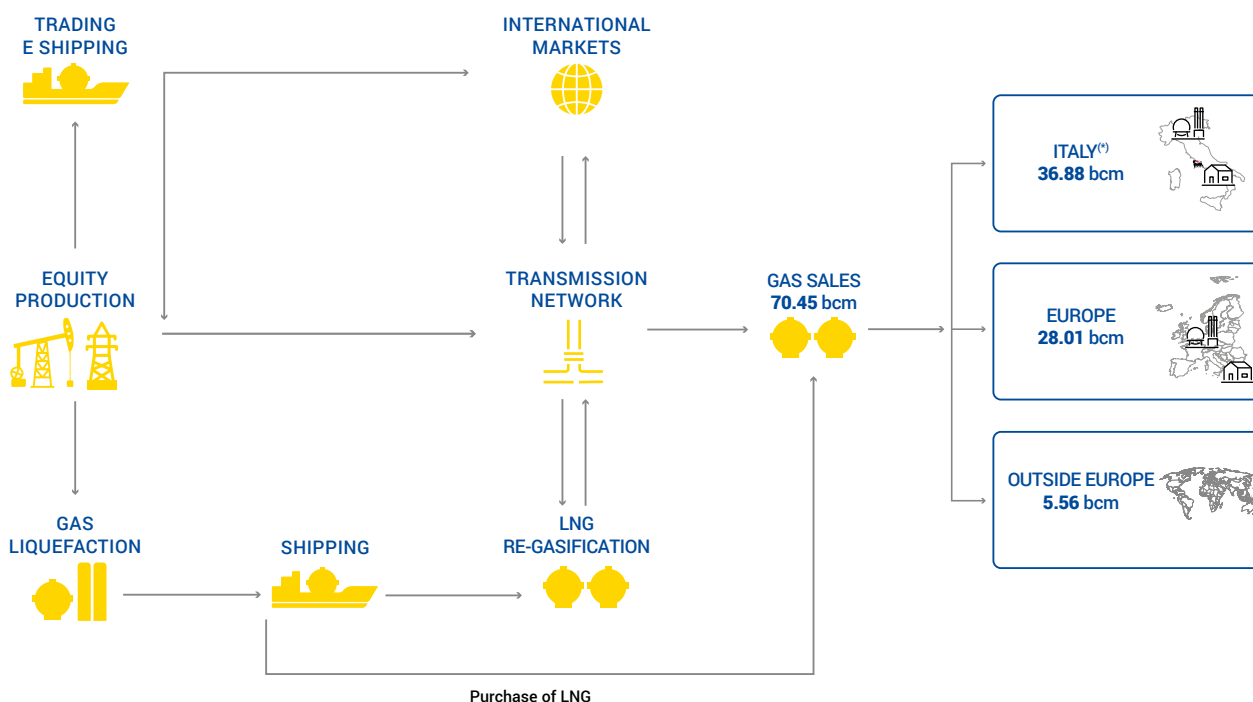 TRADING
E SHIPPING
INTERNATIONAL
MARKETS
ITALY(*)
36.88 bcm
EQUITY
PRODUCTION
TRANSMISSION
NETWORK
GAS SALES
70.45 bcm
EUROPE
28.01 bcm
OUTSIDE EUROPE
5.56 bcm
GAS
LIQUEFACTION
SHIPPING
LNG
RE-GASIFICATION
Purchase of LNG